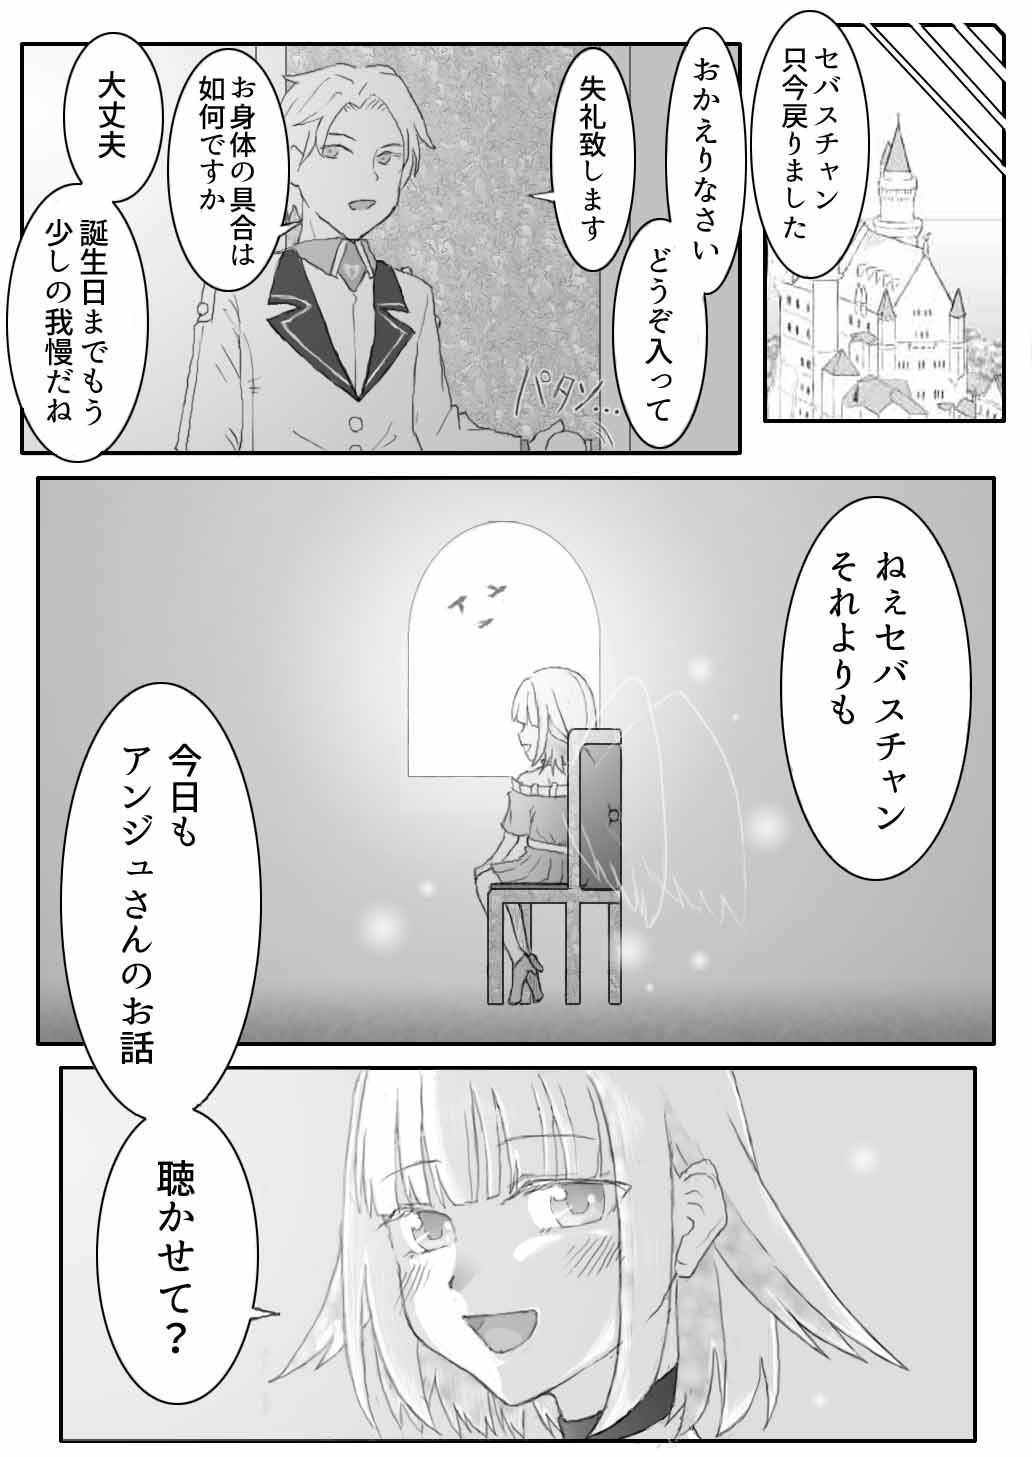 セバスチャン
只今戻りました
おかえりなさい
どうぞ入って
失礼致します
パタン…
お身体の具合は
如何ですか
大丈夫
誕生日までもう
少しの我慢だね
ねぇセバスチャン
それよりも
今日も
アンジュさんのお話
聴かせて？